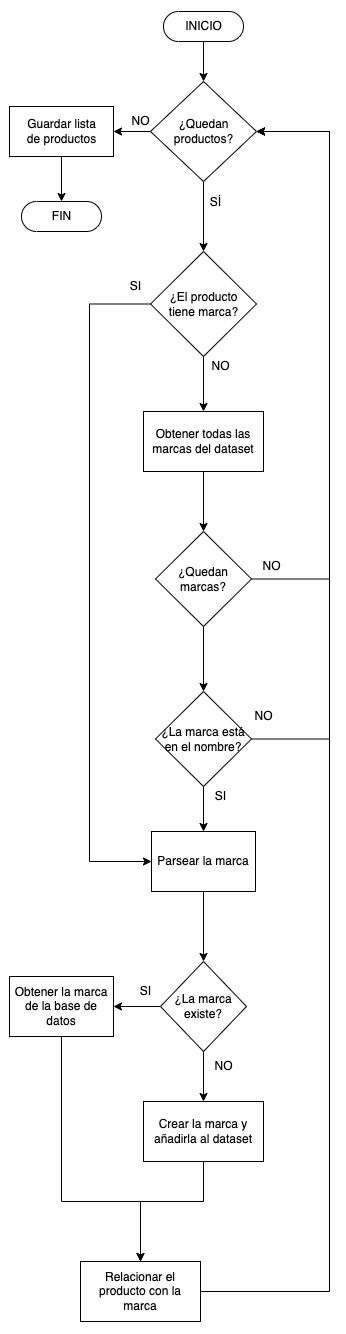 INICIO
¿Quedan
productos?
NO
Guardar lista
de productos
FIN
SÍ
¿El producto
tiene marca?
SI
NO
Obtener todas las
marcas del dataset
¿Quedan
marcas?
NO
¿La marca está
en el nombre?
NO
SI
Parsear la marca
¿La marca
existe?
SI
Obtener la marca
de la base de
datos
NO
Crear la marca y
añadirla al dataset
Relacionar el
producto con la
marca